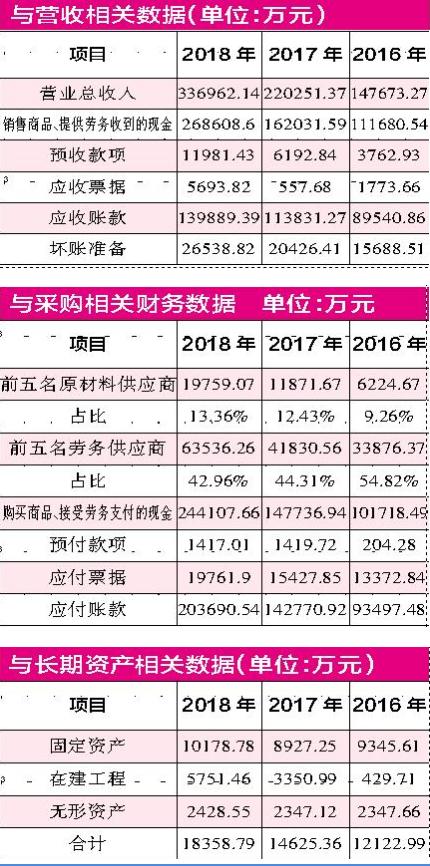 与营收相关数据(单位:万元)
项目 2018 年 2017 年 2016 年
营业总收入 336962.14 220251.37 147673.27
销售商品、提供劳务收到的现金 268608.6 162031.59 111680.54
预收款项 11981.43 6192.84 3762.93
应收票据 5693.82 557.68 1773.66
应收账款 139889.39 113831.27 89540.86
坏账准备 26538.82 20426.41 15688.51
与采购相关财务数据 单位:万元
项目 2018 年 2017 年 2016 年
前五名原材料供应商 19759.07 11871.67 6224.67
占比 13.36% 12.43% 9.26%
前五名劳务供应商 63536.26 41830.56 33876.37
占比 42.96% 44.31% 54.82%
购买商品、接受劳务支付的现金 244107.66 147736.94 101718.49
预付款项 1417.01 1419.72 204.28
应付票据 19761.9 15427.85 13372.84
应付账款 203690.54 142770.92 93497.48
与长期资产相关数据(单位:万元)
项目 2018 年 2017 年 2016 年
固定资产 10178.78 8927.25 9345.61
在建工程 5751.46 3350.99 429.71
无形资产 2428.55 2347.12 2347.66
合计 18358.79 14625.36 12122.99